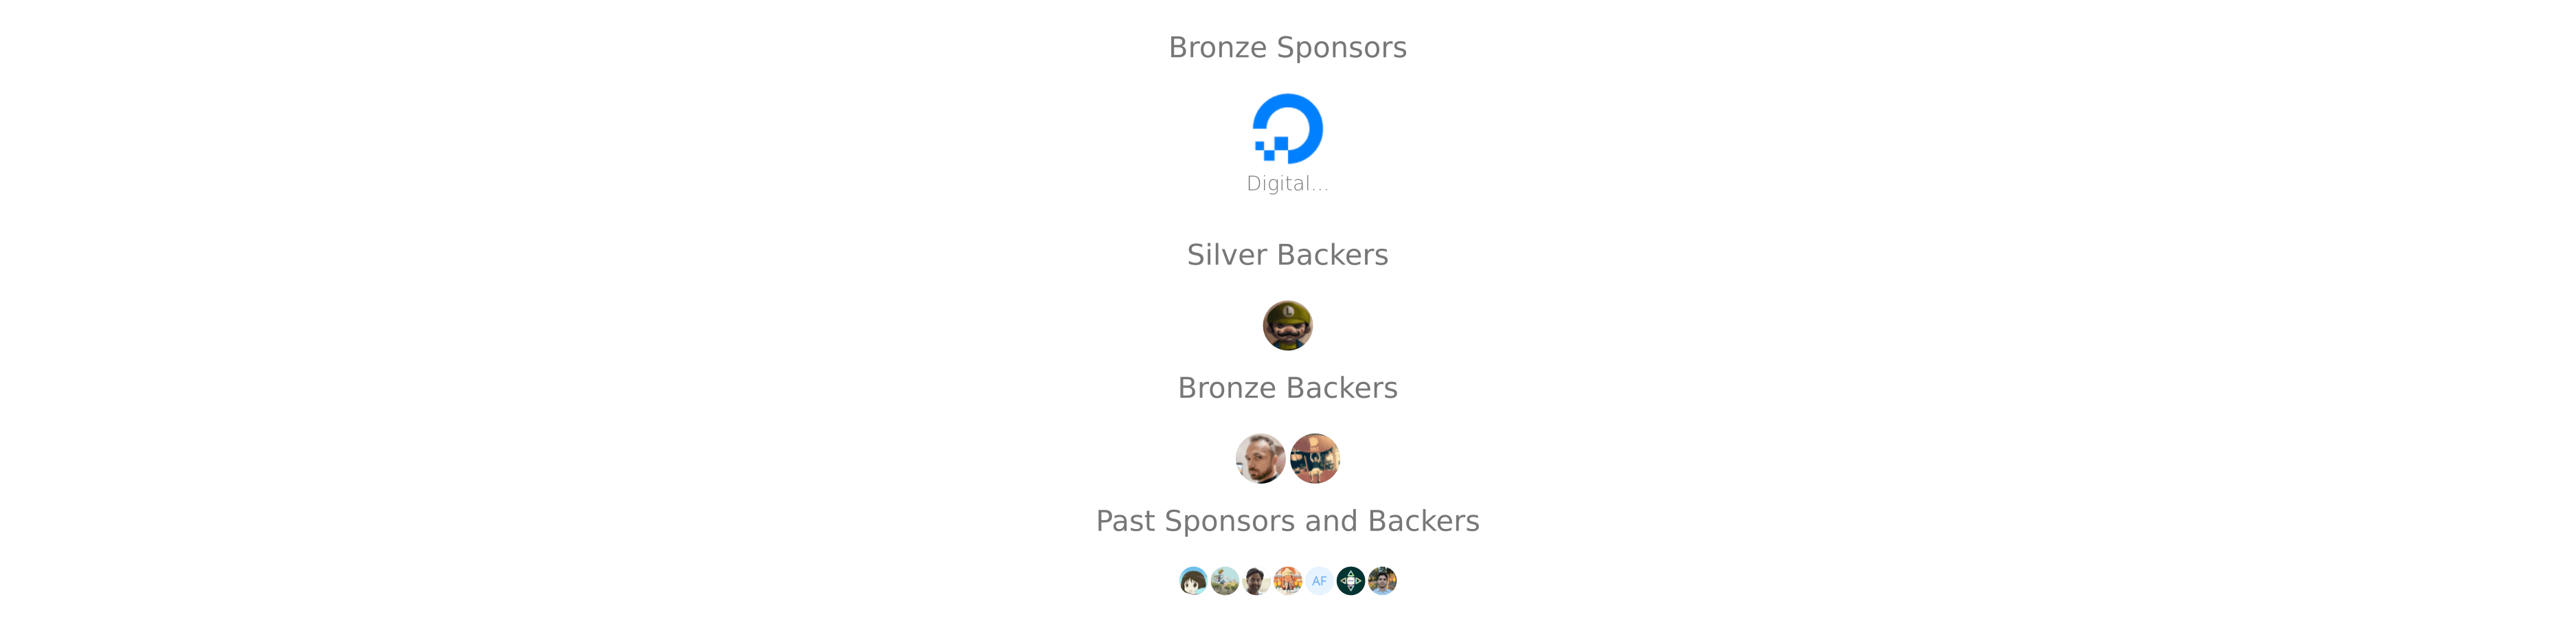 Bronze Sponsors
Digital...
Silver Backers
L
Bronze Backers
Past Sponsors and Backers
AF